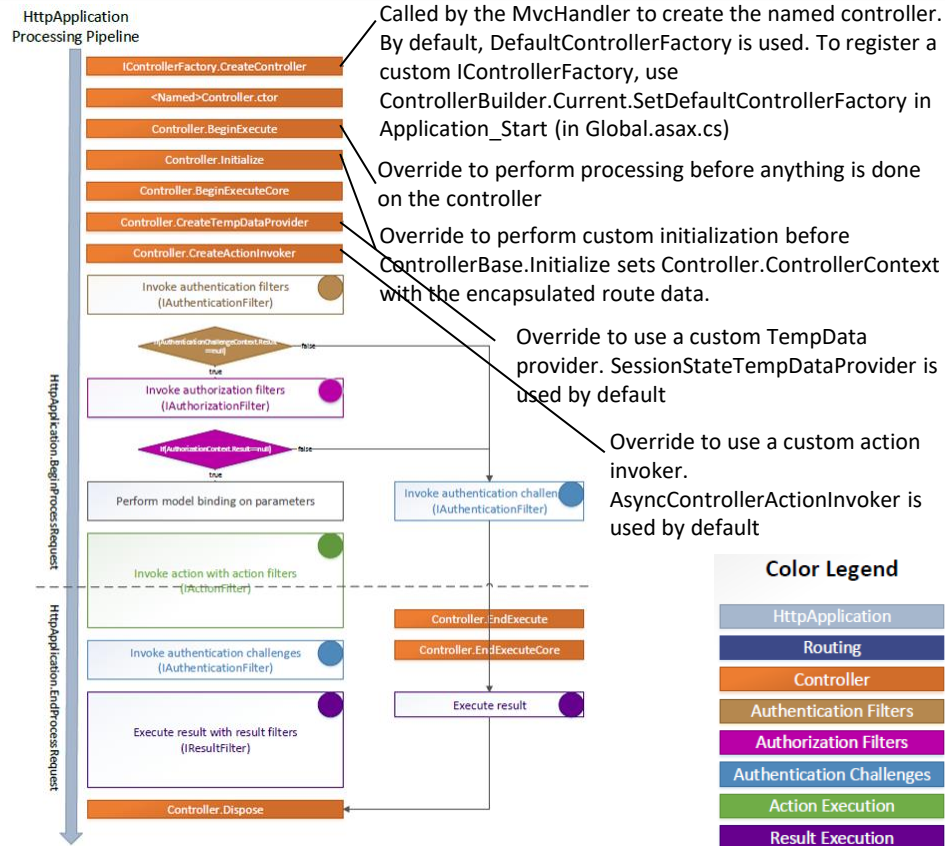 HttpApplication
Processing Pipeline
IControllerFactory.CreateController
<Named>Controller.ctor
Controller.BeginExecute
Controller.Initialize
Controller.BeginExecuteCore
Controller.CreateTempDataProvider
Controller.CreateActionInvoker
Invoke authentication filters
(IAuthenticationFilter)
if(AuthenticationChallengeContext.Result
==null)
false
true
Invoke authorization filters
(IAuthorizationFilter)
if(AuthorizationContext.Result==null)
false
true
Perform model binding on parameters
Invoke authentication
(IAuthenticationFilter)
Invoke action with action filters
(IActionFilter)
Controller.EndExecute
Controller.EndExecuteCore
Invoke authentication challenges
(IAuthenticationFilter)
Execute result with result filters
(IResultFilter)
Execute result
Controller.Dispose
HttpApplication.BeginProcessRequest
HttpApplication.EndProcessRequest
Called by the MvcHandler to create the named controller.
By default, DefaultControllerFactory is used. To register a
custom IControllerFactory, use
ControllerBuilder.Current.SetDefaultControllerFactory in
Application_Start (in Global.asax.cs)
Override to perform processing before anything is done
on the controller
Override to perform custom initialization before
ControllerBase.Initialize sets Controller.ControllerContext
with the encapsulated route data.
Override to use a custom TempData
provider. SessionStateTempDataProvider is
used by default
Override to use a custom action
invoker.
AsyncControllerActionInvoker is
used by default
Color Legend
HttpApplication
Routing
Controller
Authentication Filters
Authorization Filters
Authentication Challenges
Action Execution
Result Execution